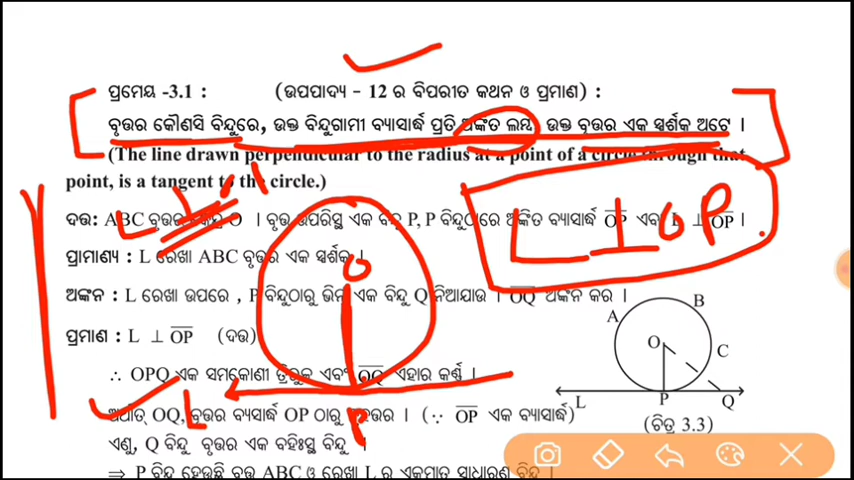 ପ୍ରମେୟ -3.1 : (ଉପପାଦ୍ୟ - 12 ର ବିପରୀତ କଥନ ଓ ପ୍ରମାଣ) :
ବୃତ୍ତର କୌଣସି ବିନ୍ଦୁରେ, ଉକ୍ତ ବିନ୍ଦୁଗାମୀ ବ୍ୟାସାର୍ଦ୍ଧ ପ୍ରତି ଅଙ୍କିତ ଲମ୍ବ ଉକ୍ତ ବୃତ୍ତର ଏକ ସ୍ପର୍ଶକ ଅଟେ ।
(The line drawn perpendicular to the radius at a point of a circle through that
point, is a tangent to the circle.)
ଦତ୍ତ : ABC ବୃତ୍ତର କେନ୍ଦ୍ର O । ବୃତ୍ତ ଉପରିସ୍ଥ ଏକ ବିନ୍ଦୁ P, P ବିନ୍ଦୁଠାରେ ଅଙ୍କିତ ବ୍ୟାସାର୍ଦ୍ଧ OP ଏବଂ L ⊥ OP ।
L ⊥ OP
ପ୍ରାମାଣ୍ୟ : L ରେଖା ABC ବୃତ୍ତର ଏକ ସ୍ପର୍ଶକ ।
O
ଅଙ୍କନ : L ରେଖା ଉପରେ , P ବିନ୍ଦୁଠାରୁ ଭିନ୍ନ ଏକ ବିନ୍ଦୁ Q ନିଆଯାଉ । OQ ଅଙ୍କନ କର ।
ପ୍ରମାଣ : L ⊥ OP (ଦତ୍ତ)
∴ OPQ ଏକ ସମକୋଣୀ ତ୍ରିଭୁଜ ଏବଂ OQ ଏହାର କର୍ଣ୍ଣ ।
ଅର୍ଥାତ୍ OQ, ବୃତ୍ତର ବ୍ୟାସାର୍ଦ୍ଧ OP ଠାରୁ ବୃହତ୍ତର । (∵ OP ଏକ ବ୍ୟାସାର୍ଦ୍ଧ)
L P
ଏଣୁ, Q ବିନ୍ଦୁ ବୃତ୍ତର ଏକ ବହିଃସ୍ଥ ବିନ୍ଦୁ ।
⇒ P ବିନ୍ଦୁ ହେଉଛି ବୃତ୍ତ ABC ଓ ରେଖା L ର ଏକମାତ୍ର ସାଧାରଣ ବିନ୍ଦୁ ।
A B
O C
L P Q
(ଚିତ୍ର 3.3)